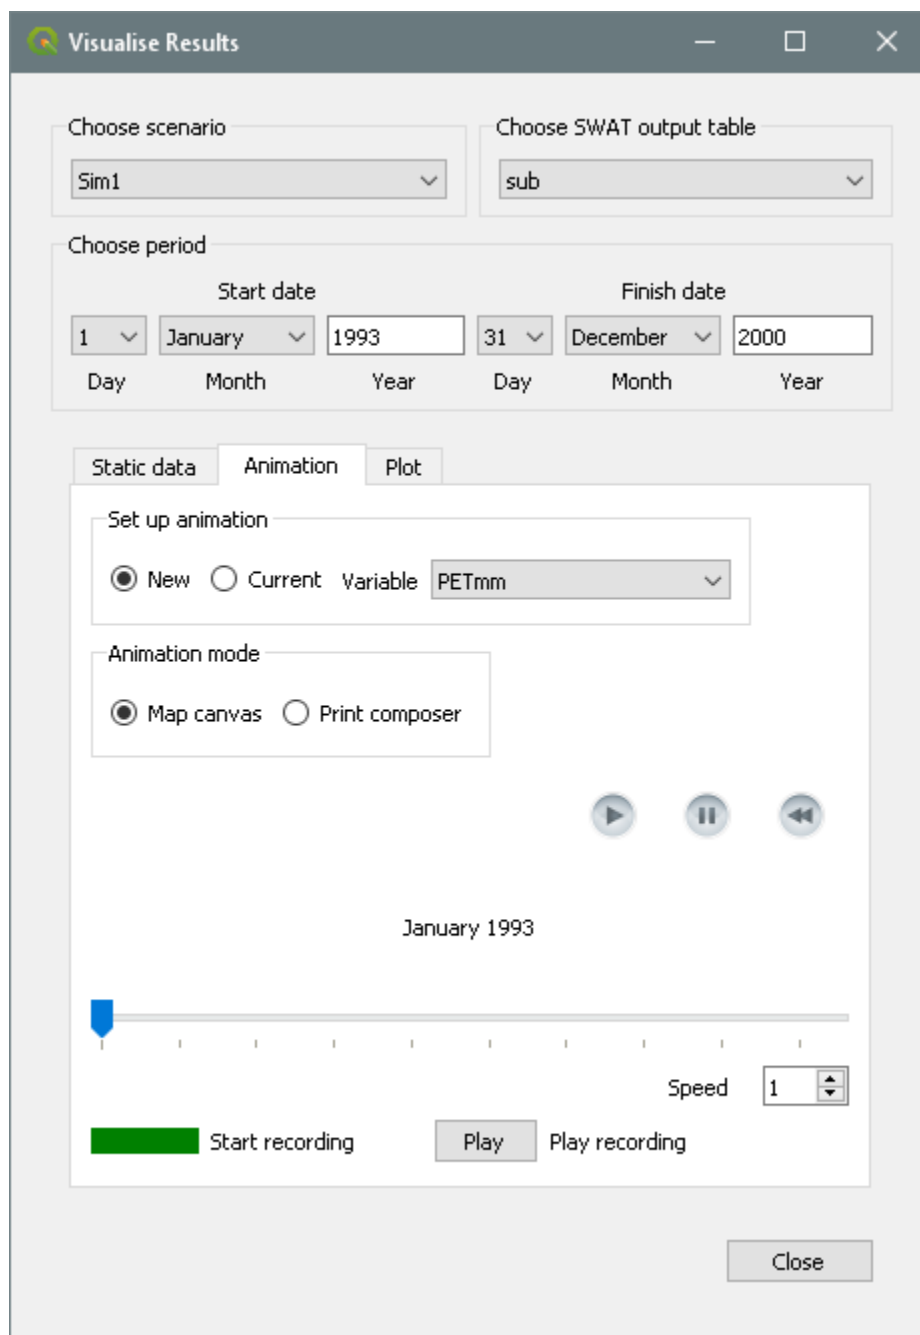 Visualise Results
Choose scenario
Choose SWAT output table
Sim1
sub
Choose period
Start date
Finish date
1 January 1993 31 December 2000
Day Month Year Day Month Year
Static data Animation Plot
Set up animation
New Current Variable PETmm
Animation mode
Map canvas Print composer
January 1993
Speed 1
Start recording Play Play recording
Close